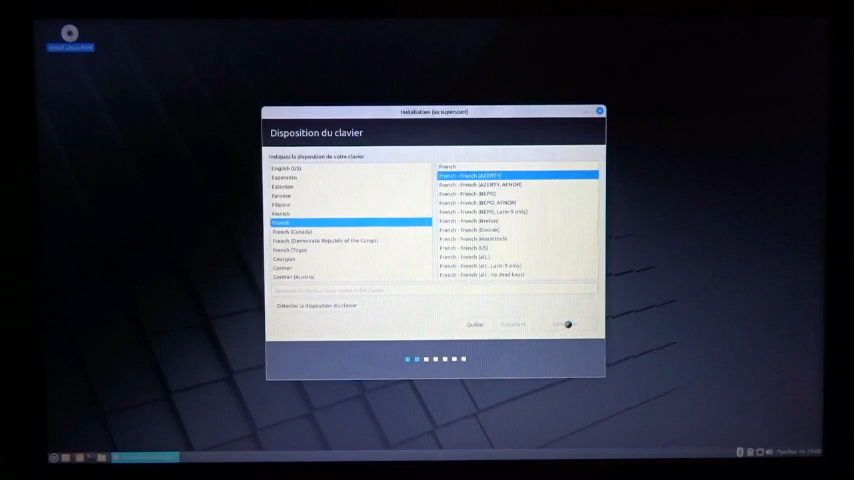 Install Linux Mint
Installation (as superuser)
Disposition du clavier
Indiquez la disposition de votre clavier
English (US)
Esperanto
Estonian
Faroese
Filipino
Finnish
French
French (Canada)
French (Democratic Republic of the Congo)
French (Togo)
Georgian
German
German (Austria)
French
French - French (AZERTY)
French - French (AZERTY, AFNOR)
French - French (BEPO)
French - French (BEPO, AFNOR)
French - French (BEPO, Latin-9 only)
French - French (Breton)
French - French (Dvorak)
French - French (Macintosh)
French - French (US)
French - French (alt.)
French - French (alt., Latin-9 only)
French - French (alt., no dead keys)
Détecter la disposition du clavier
Quitter
Précédent